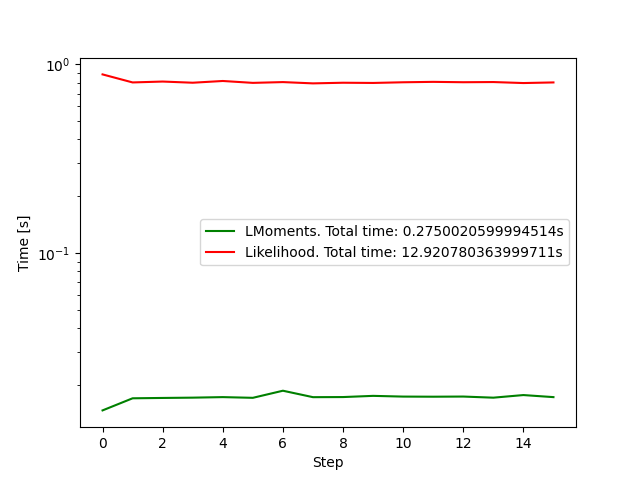 10⁰
10⁻¹
Time [s]
LMoments. Total time: 0.2750020599994514s
Likelihood. Total time: 12.920780363999711s
0 2 4 6 8 10 12 14
Step